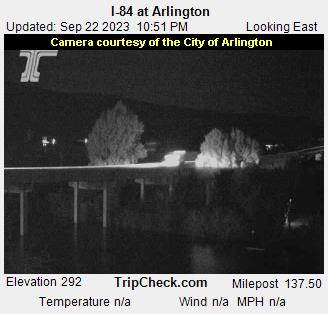 I-84 at Arlington
Updated: Sep 22 2023 10:51 PM Looking East
Camera courtesy of the City of Arlington
Elevation 292 TripCheck.com Milepost 137.50
Temperature n/a Wind n/a MPH n/a